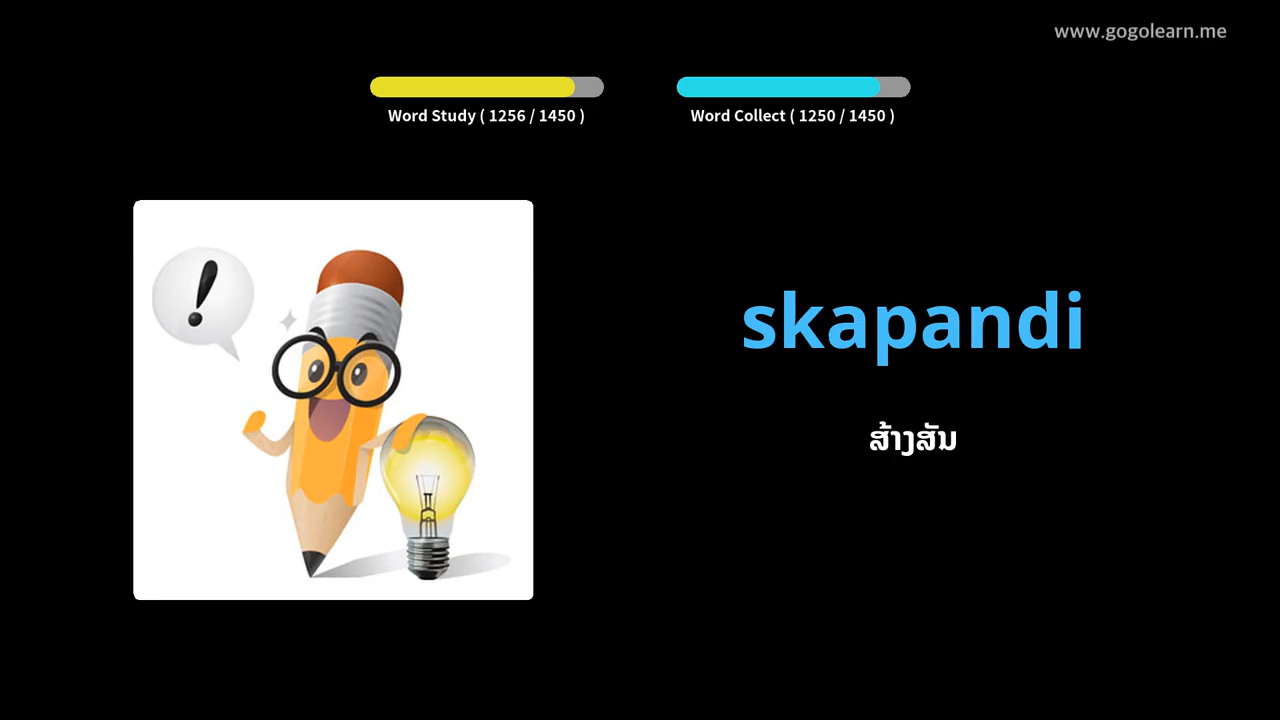 www.gogolearn.me
Word Study ( 1256 / 1450 )
Word Collect ( 1250 / 1450 )
!
skapandi
ສ້າງສັນ